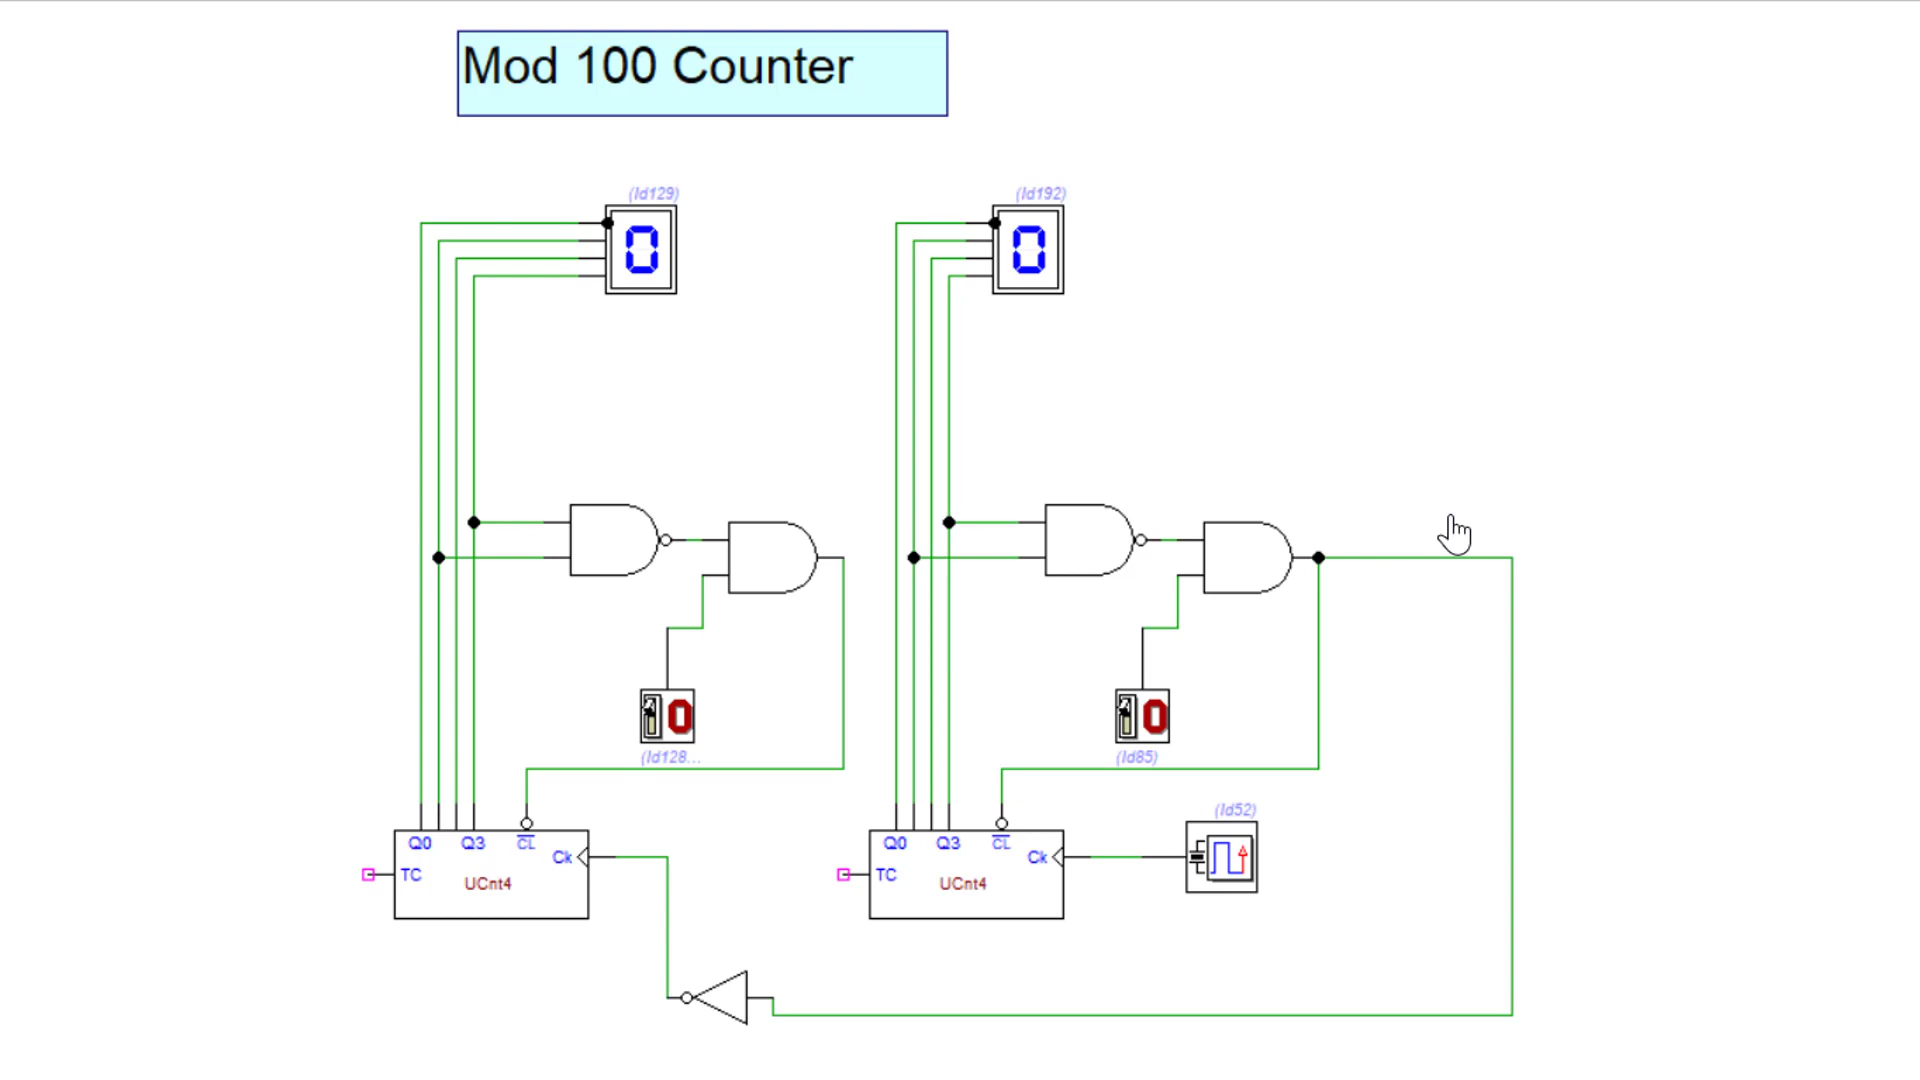 Mod 100 Counter
(Id129) (Id192)
0 0
0 0
(Id128... (Id85)
(Id52)
Q0 Q3 CL Q0 Q3 CL
Ck Ck
TC TC
UCnt4 UCnt4